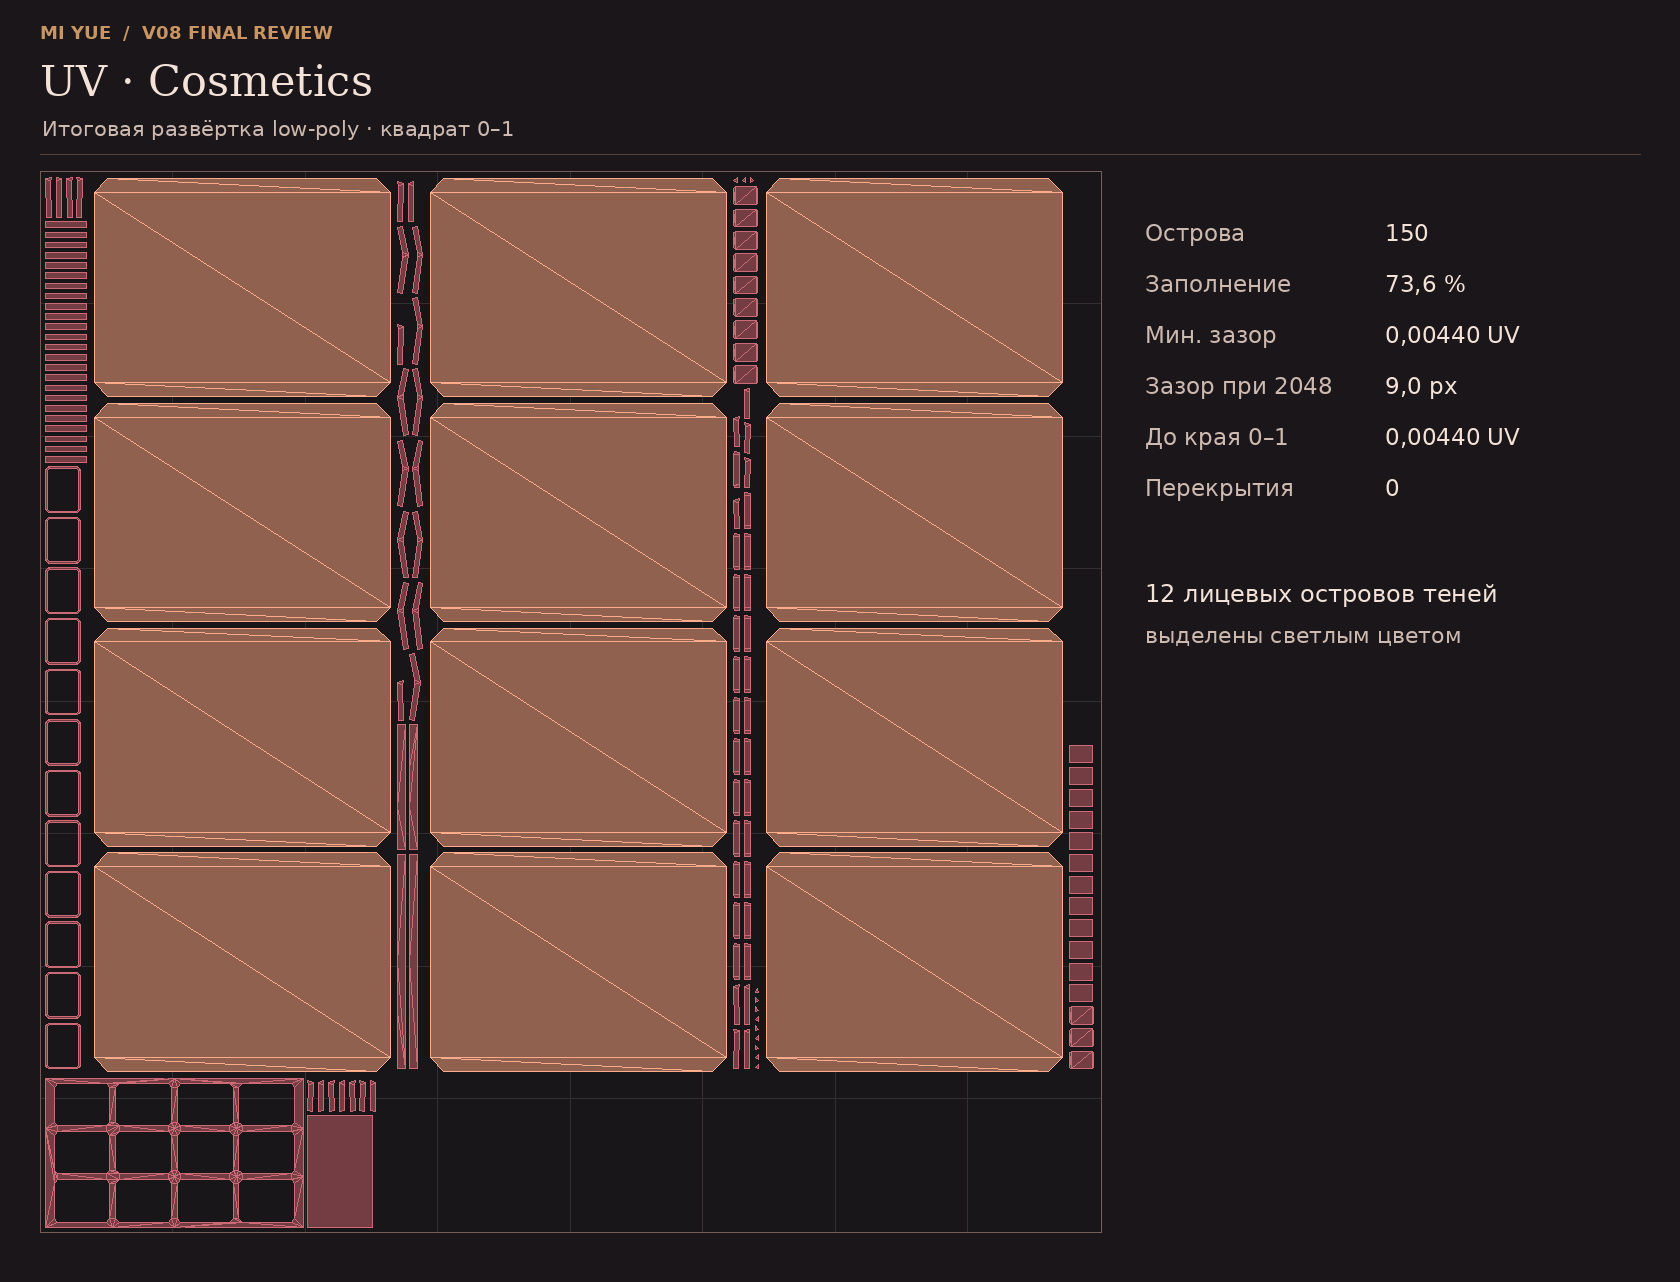 MI YUE / V08 FINAL REVIEW
UV · Cosmetics
Итоговая развёртка low-poly · квадрат 0–1
Острова 150
Заполнение 73,6 %
Мин. зазор 0,00440 UV
Зазор при 2048 9,0 px
До края 0–1 0,00440 UV
Перекрытия 0
12 лицевых островов теней
выделены светлым цветом